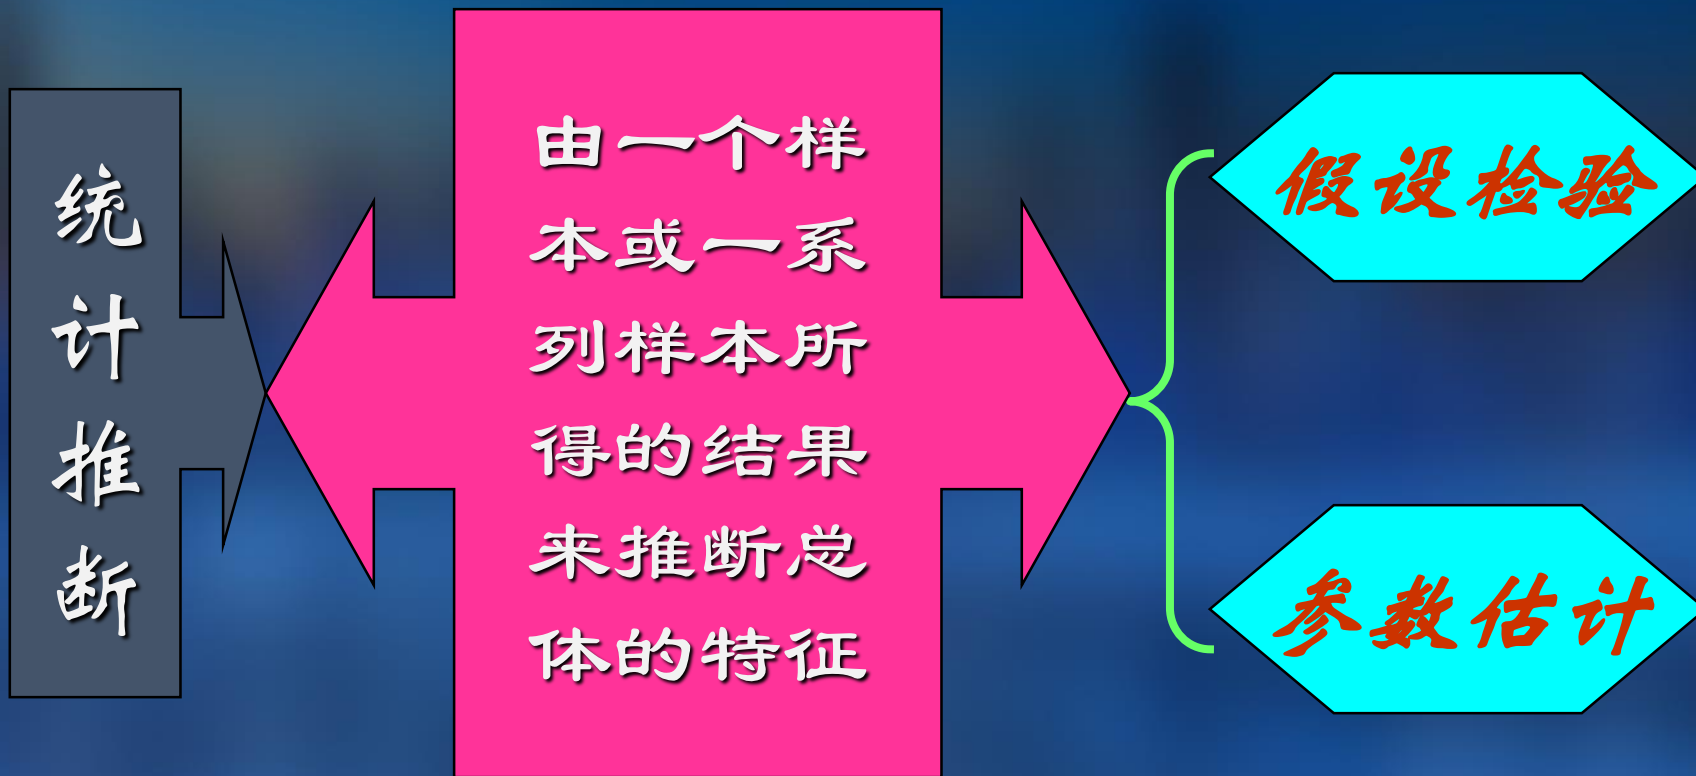 统计推断
由一个样
本或一系
列样本所
得的结果
来推断总
体的特征
假设检验
参数估计